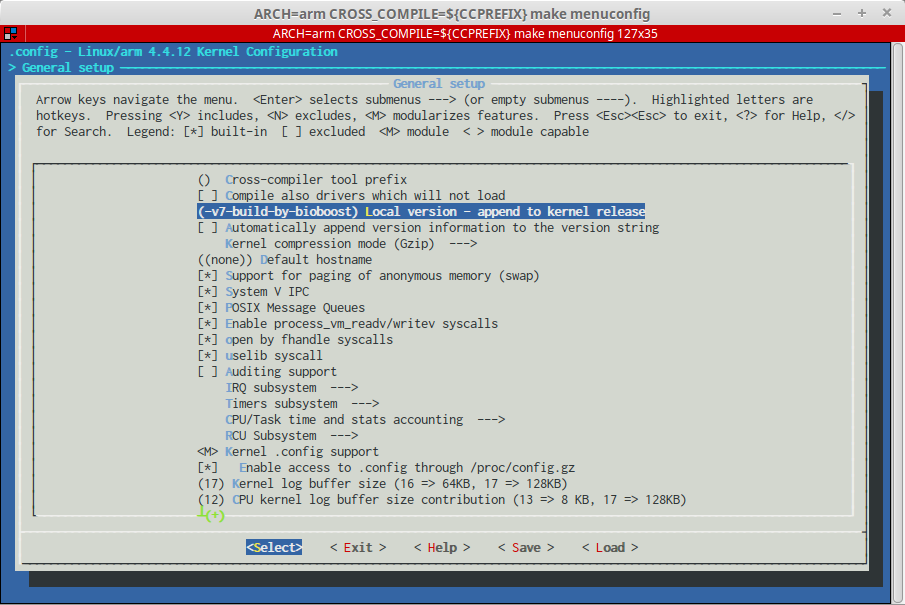 ARCH=arm CROSS_COMPILE=${CCPREFIX} make menuconfig
ARCH=arm CROSS_COMPILE=${CCPREFIX} make menuconfig 127x35
.config - Linux/arm 4.4.12 Kernel Configuration
> General setup
General setup
Arrow keys navigate the menu.  <Enter> selects submenus ---> (or empty submenus ----).  Highlighted letters are
hotkeys.  Pressing <Y> includes, <N> excludes, <M> modularizes features.  Press <Esc><Esc> to exit, <?> for Help, </>
for Search.  Legend: [*] built-in  [ ] excluded  <M> module  < > module capable
()  Cross-compiler tool prefix
[ ] Compile also drivers which will not load
(-v7-build-by-bioboost) Local version - append to kernel release
[ ] Automatically append version information to the version string
Kernel compression mode (Gzip)  --->
((none)) Default hostname
[*] Support for paging of anonymous memory (swap)
[*] System V IPC
[*] POSIX Message Queues
[*] Enable process_vm_readv/writev syscalls
[*] open by fhandle syscalls
[*] uselib syscall
[ ] Auditing support
IRQ subsystem  --->
Timers subsystem  --->
CPU/Task time and stats accounting  --->
RCU Subsystem  --->
<M> Kernel .config support
[*]   Enable access to .config through /proc/config.gz
(17) Kernel log buffer size (16 => 64KB, 17 => 128KB)
(12) CPU kernel log buffer size contribution (13 => 8 KB, 17 => 128KB)
(+)
<Select>    < Exit >    < Help >    < Save >    < Load >